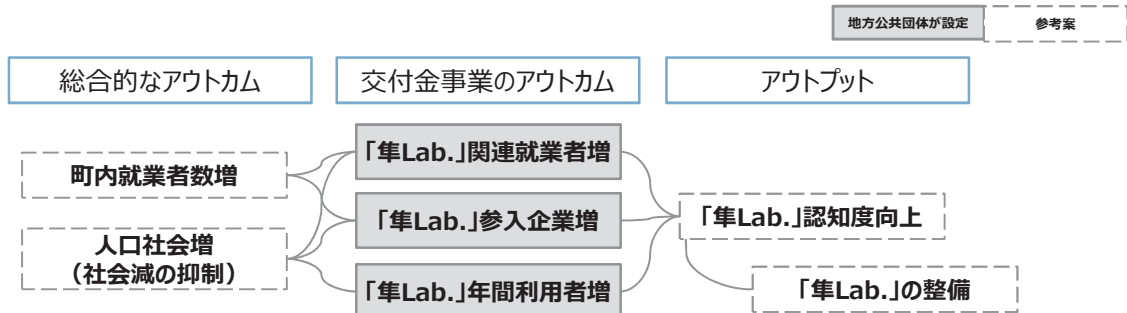 地方公共団体が設定
参考案
総合的なアウトカム
交付金事業のアウトカム
アウトプット
「隼Lab.」関連就業者増
町内就業者数増
「隼Lab.」参入企業増
「隼Lab.」認知度向上
人口社会増
（社会減の抑制）
「隼Lab.」年間利用者増
「隼Lab.」の整備